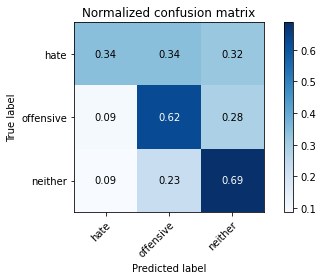 Normalized confusion matrix
True label
hate
0.34 0.34 0.32
offensive
0.09 0.62 0.28
neither
0.09 0.23 0.69
hate
offensive
neither
Predicted label
0.6
0.5
0.4
0.3
0.2
0.1